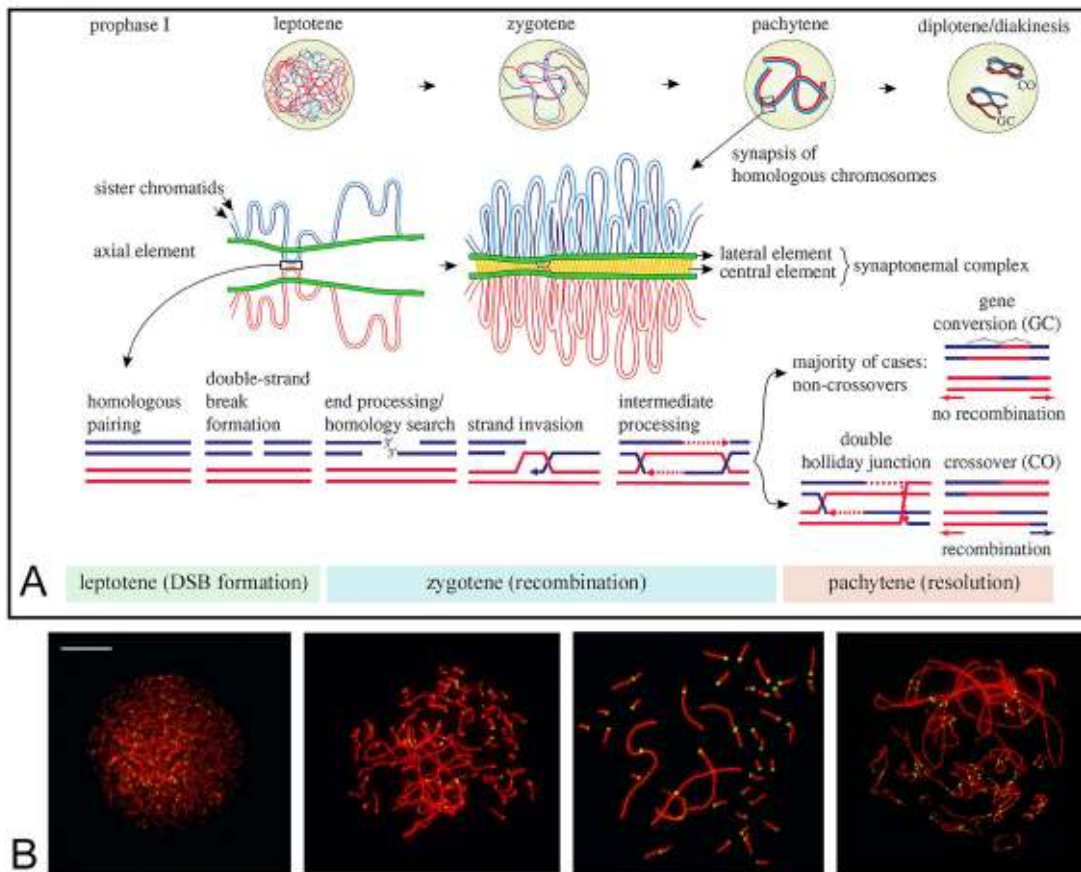 prophase I
leptotene
zygotene
pachytene
diplotene/diakinesis
CO
GC
synapsis of
homologous chromosomes
sister chromatids
axial element
lateral element
central element
synaptonemal complex
gene
conversion (GC)
majority of cases:
non-crossovers
no recombination
homologous
pairing
double-strand
break
formation
end processing/
homology search
3'
3'
strand invasion
intermediate
processing
double
holliday junction
crossover (CO)
recombination
A
leptotene (DSB formation)
zygotene (recombination)
pachytene (resolution)
B